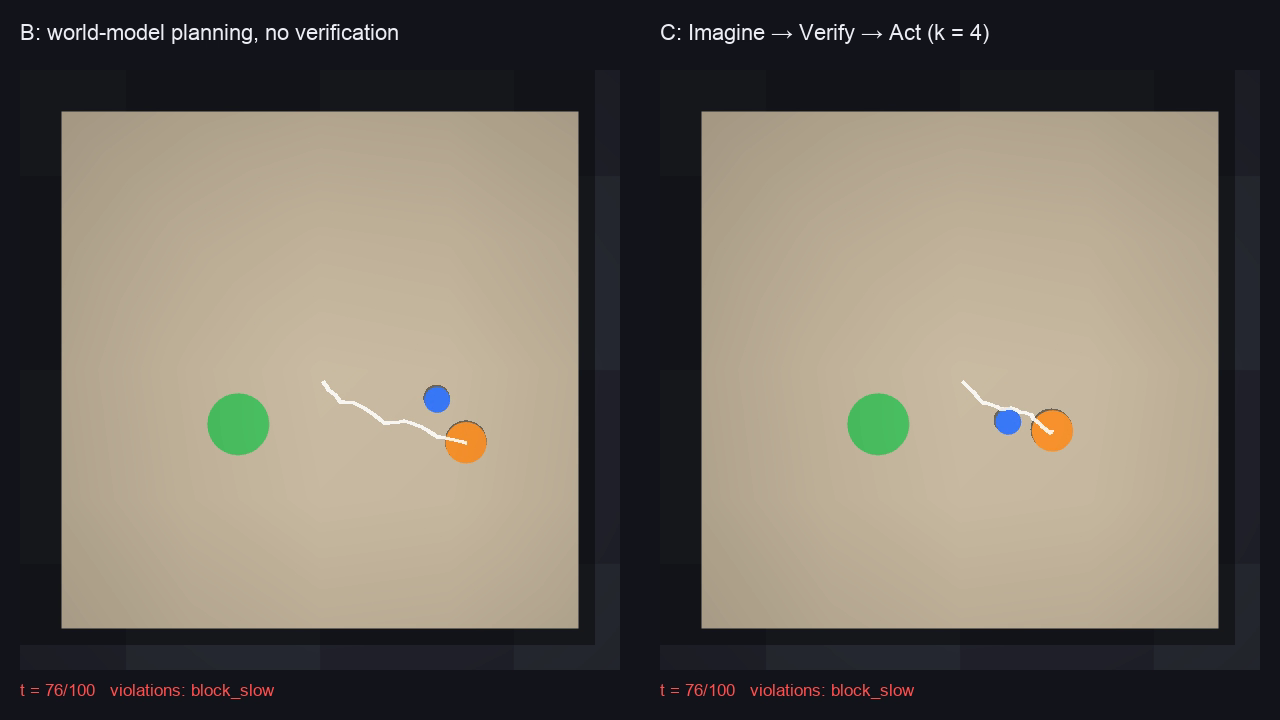 B: world-model planning, no verification
C: Imagine → Verify → Act (k = 4)
t = 76/100 violations: block_slow
t = 76/100 violations: block_slow